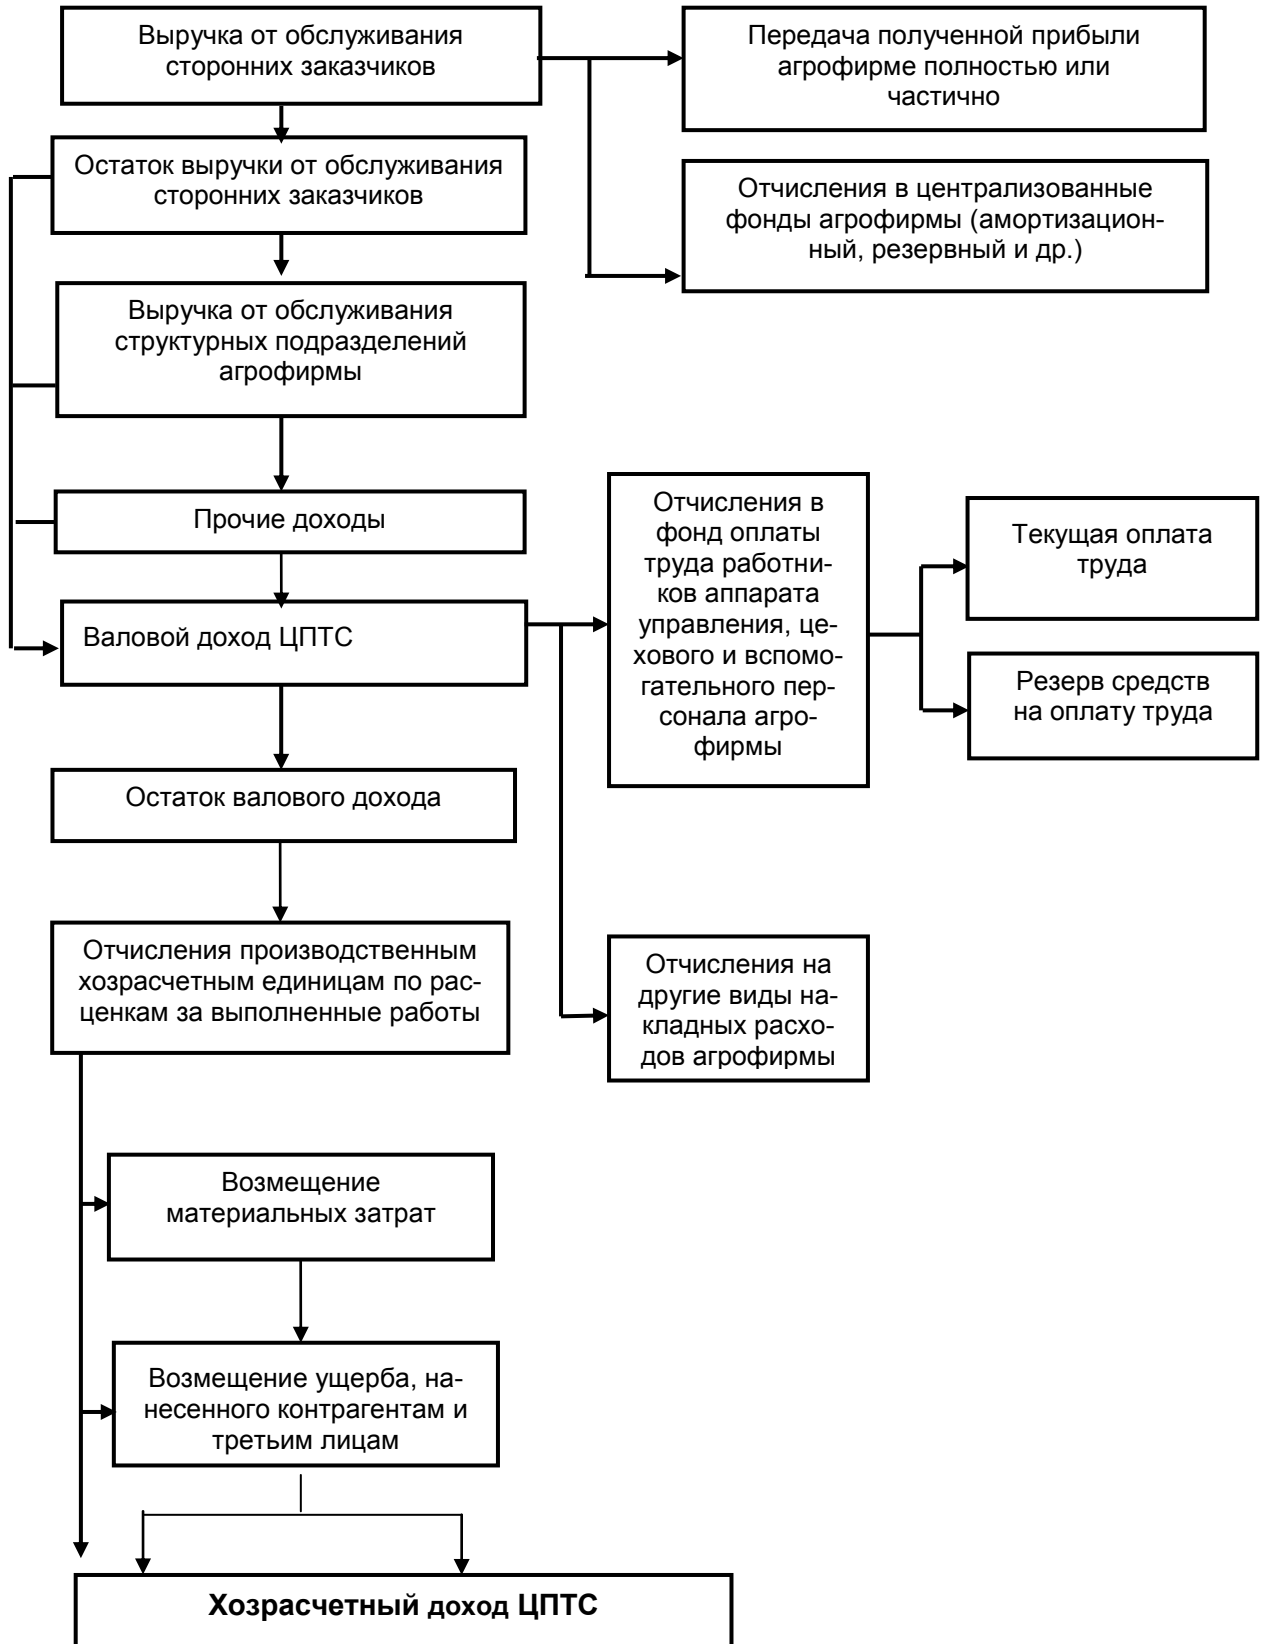 Выручка от обслуживания
сторонних заказчиков
Передача полученной прибыли
агрофирме полностью или
частично
Остаток выручки от обслуживания
сторонних заказчиков
Отчисления в централизованные
фонды агрофирмы (амортизацион-
ный, резервный и др.)
Выручка от обслуживания
структурных подразделений
агрофирмы
Прочие доходы
Валовой доход ЦПТС
Отчисления в
фонд оплаты
труда работни-
ков аппарата
управления, це-
хового и вспомо-
гательного пер-
сонала агро-
фирмы
Текущая оплата
труда
Резерв средств
на оплату труда
Остаток валового дохода
Отчисления производственным
хозрасчетным единицам по рас-
ценкам за выполненные работы
Отчисления на
другие виды на-
кладных расхо-
дов агрофирмы
Возмещение
материальных затрат
Возмещение ущерба, на-
несенного контрагентам и
третьим лицам
Хозрасчетный доход ЦПТС